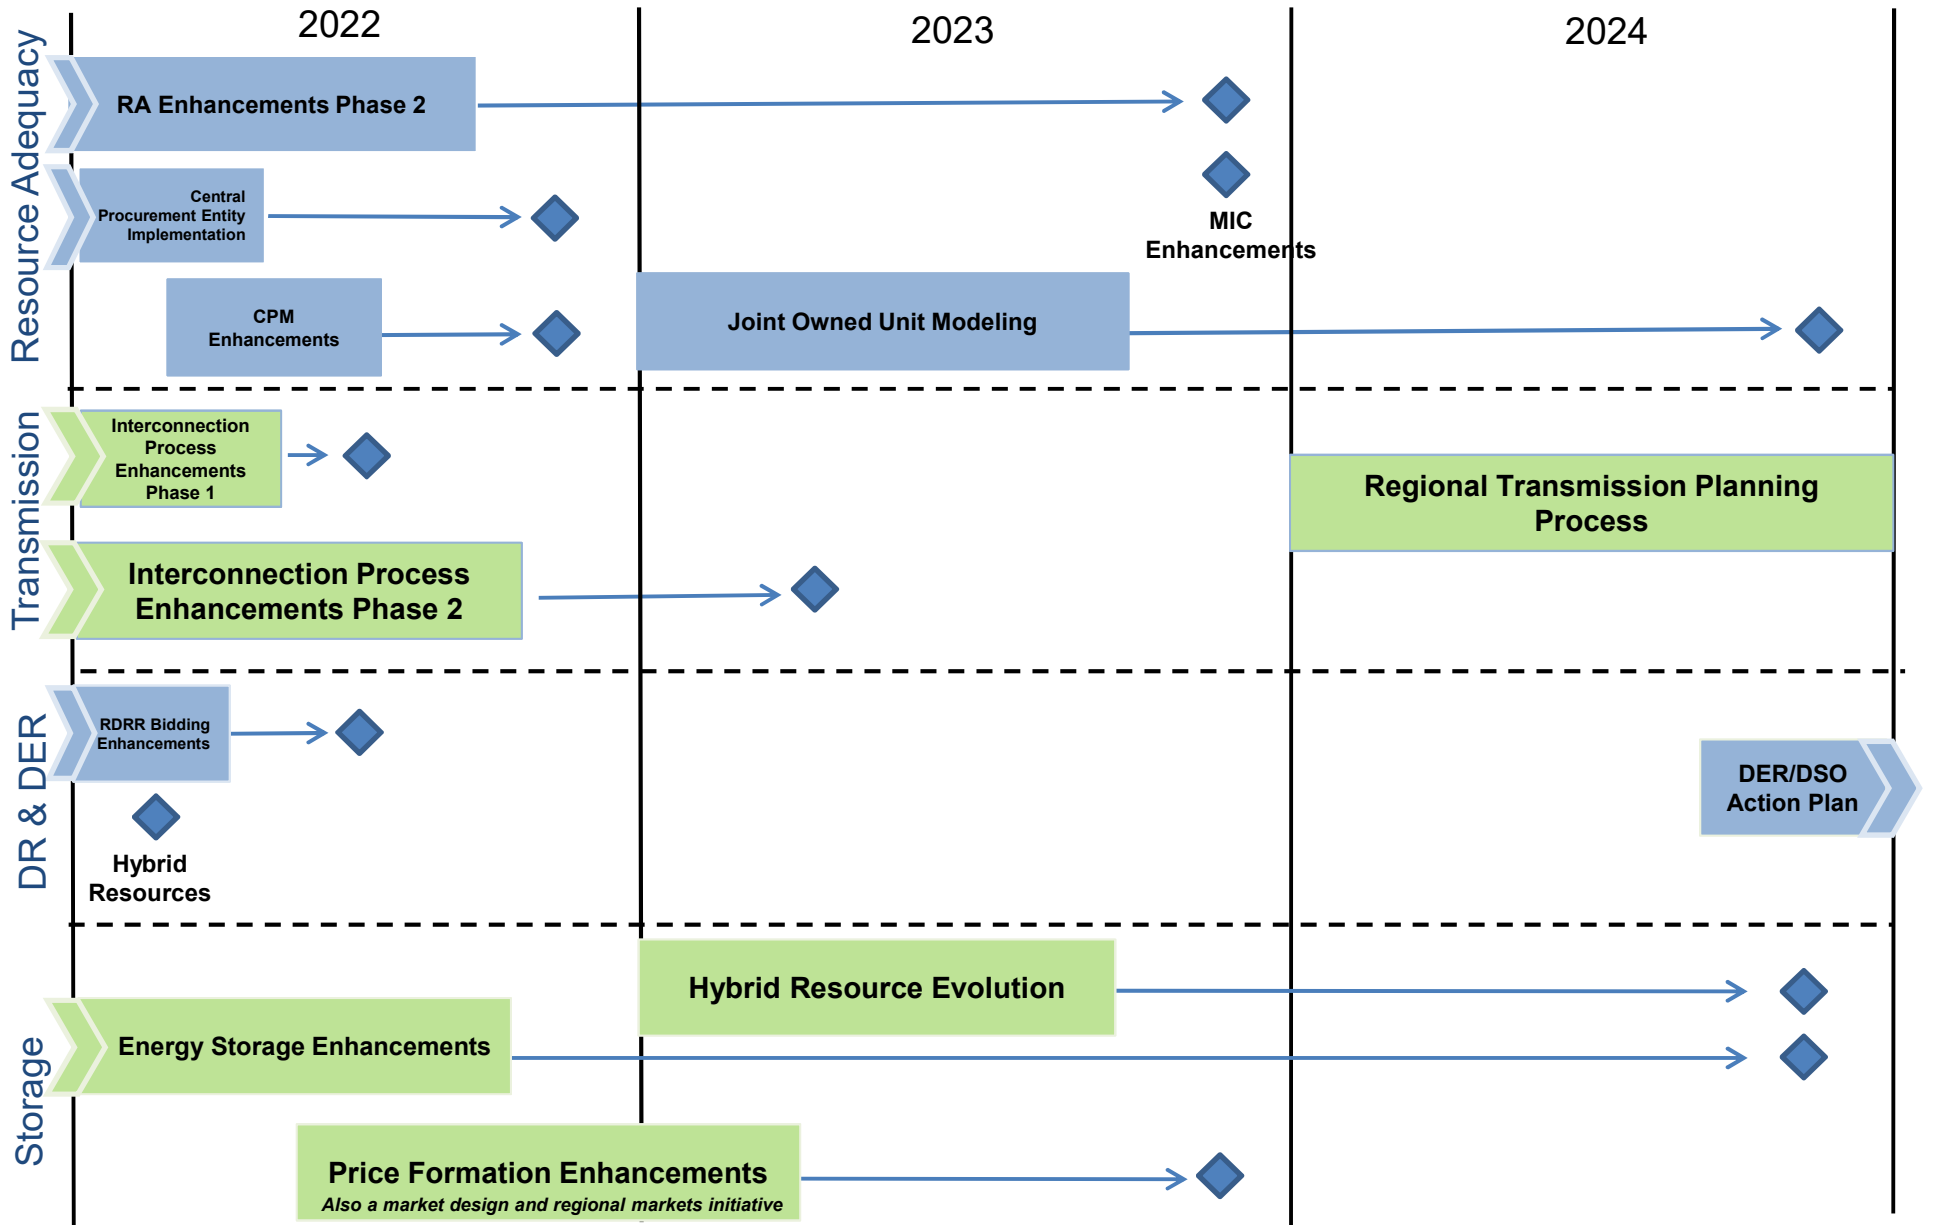 2022
2023
2024
Resource Adequacy
RA Enhancements Phase 2
Central
Procurement Entity
Implementation
MIC
Enhancements
CPM
Enhancements
Joint Owned Unit Modeling
Transmission
Interconnection
Process
Enhancements
Phase 1
Regional Transmission Planning
Process
Interconnection Process
Enhancements Phase 2
DR & DER
RDRR Bidding
Enhancements
DER/DSO
Action Plan
Hybrid
Resources
Storage
Hybrid Resource Evolution
Energy Storage Enhancements
Price Formation Enhancements
Also a market design and regional markets initiative